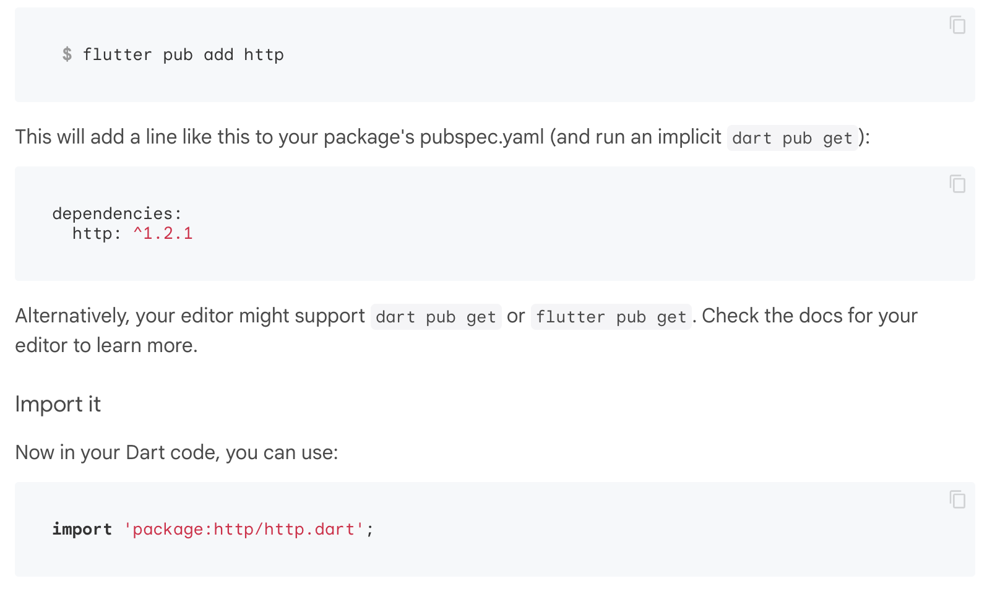 $ flutter pub add http
This will add a line like this to your package's pubspec.yaml (and run an implicit dart pub get):
dependencies:
  http: ^1.2.1
Alternatively, your editor might support dart pub get or flutter pub get. Check the docs for your
editor to learn more.
Import it
Now in your Dart code, you can use:
import 'package:http/http.dart';